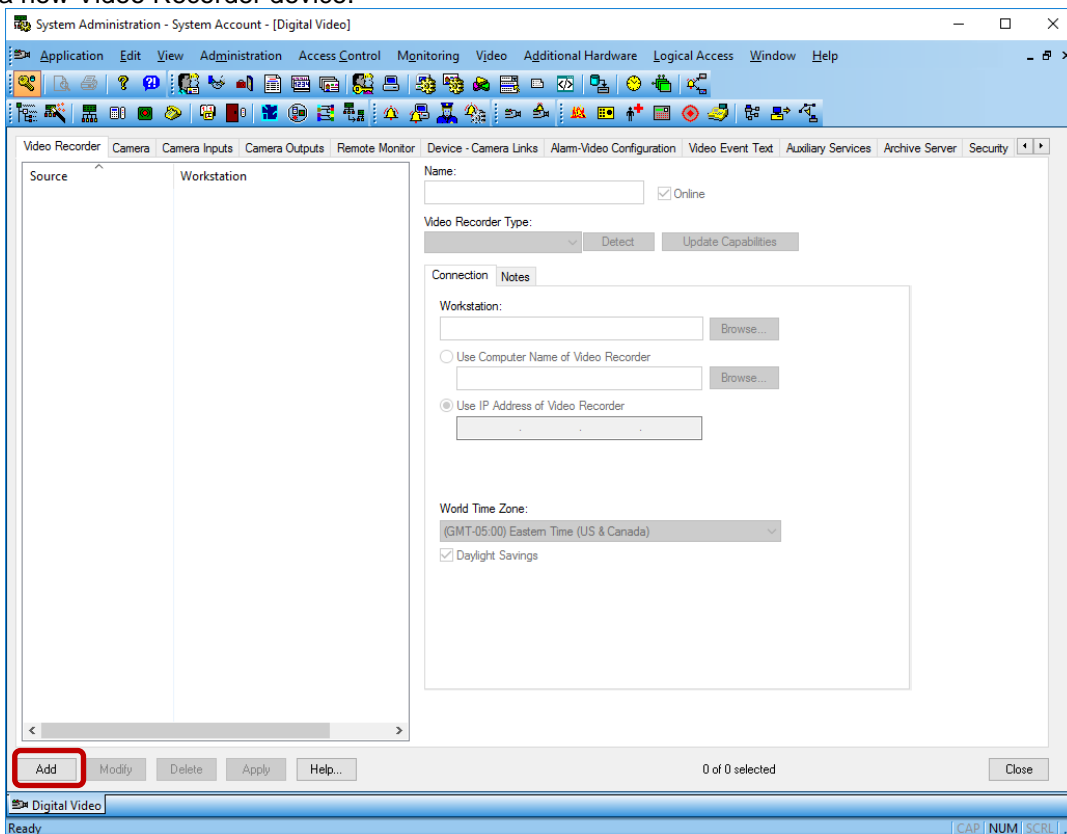 a new Video Recorder device.
System Administration - System Account - [Digital Video]
Application Edit View Administration Access Control Monitoring Video Additional Hardware Logical Access Window Help
Video Recorder Camera Camera Inputs Camera Outputs Remote Monitor Device - Camera Links Alarm-Video Configuration Video Event Text Auxiliary Services Archive Server Security
Source Workstation
Name:
Online
Video Recorder Type:
Detect Update Capabilities
Connection Notes
Workstation:
Browse...
Use Computer Name of Video Recorder
Browse...
Use IP Address of Video Recorder
. . .
World Time Zone:
(GMT-05:00) Eastern Time (US & Canada)
Daylight Savings
Add Modify Delete Apply Help... 0 of 0 selected Close
Digital Video
Ready CAP NUM SCRL